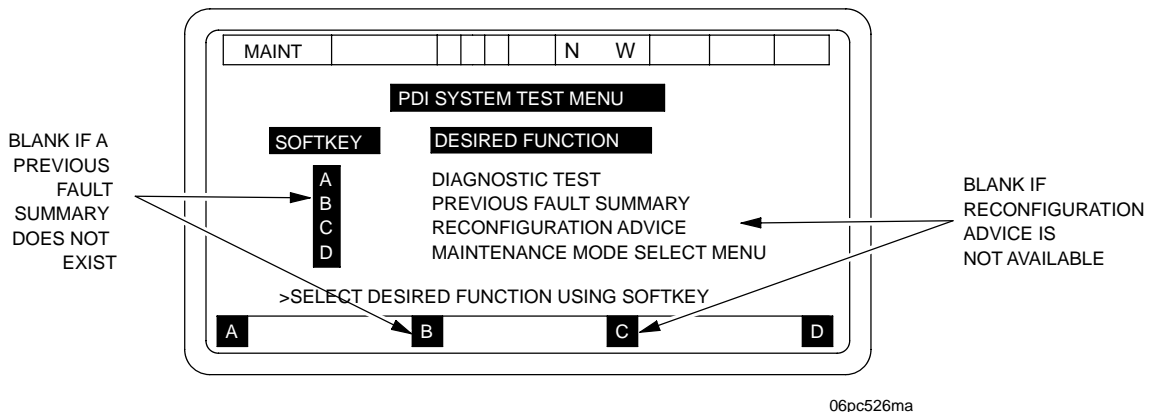 MAINT N W
PDI SYSTEM TEST MENU
SOFTKEY DESIRED FUNCTION
A DIAGNOSTIC TEST
B PREVIOUS FAULT SUMMARY
C RECONFIGURATION ADVICE
D MAINTENANCE MODE SELECT MENU
>SELECT DESIRED FUNCTION USING SOFTKEY
A B C D
BLANK IF A
PREVIOUS
FAULT
SUMMARY
DOES NOT
EXIST
BLANK IF
RECONFIGURATION
ADVICE IS
NOT AVAILABLE
06pc526ma